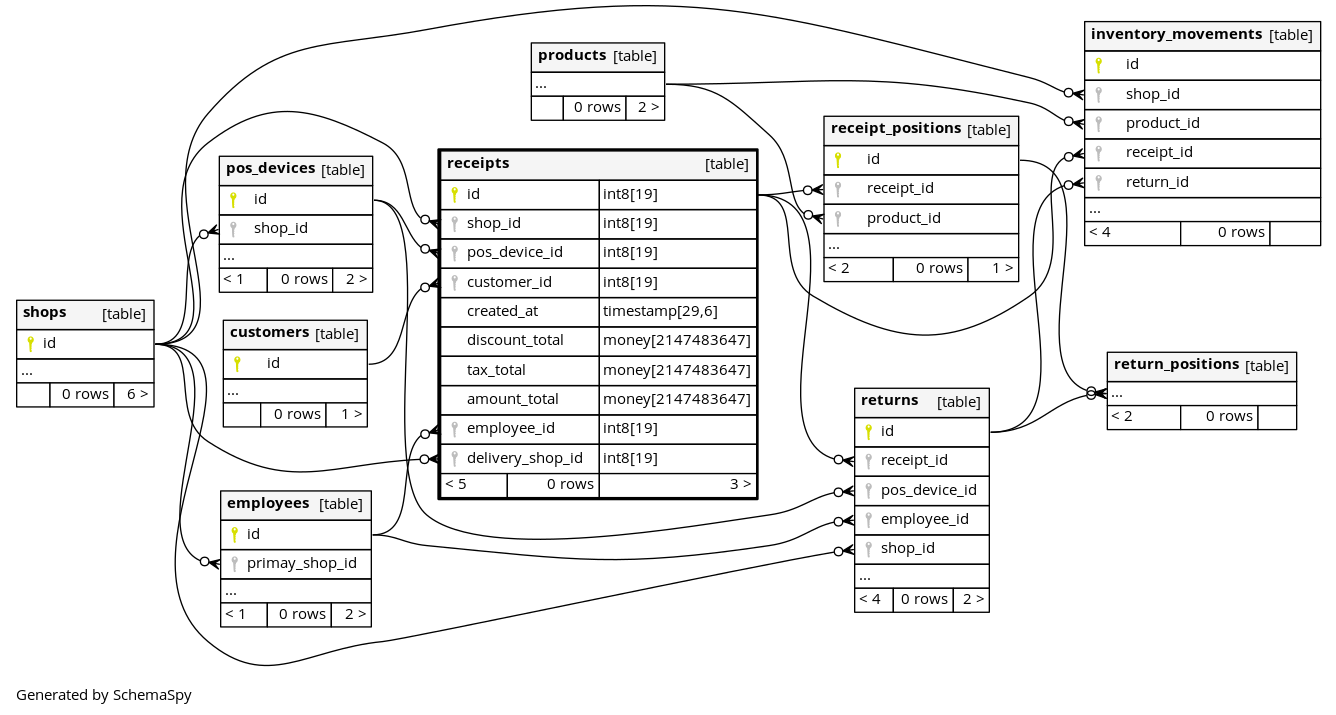 products [table]
...
0 rows 2 >
inventory_movements [table]
id
shop_id
product_id
receipt_id
return_id
...
< 4 0 rows
receipt_positions [table]
id
receipt_id
product_id
...
< 2 0 rows 1 >
pos_devices [table]
id
shop_id
...
< 1 0 rows 2 >
receipts [table]
id int8[19]
shop_id int8[19]
pos_device_id int8[19]
customer_id int8[19]
created_at timestamp[29,6]
discount_total money[2147483647]
tax_total money[2147483647]
amount_total money[2147483647]
employee_id int8[19]
delivery_shop_id int8[19]
< 5 0 rows 3 >
shops [table]
id
...
0 rows 6 >
customers [table]
id
...
0 rows 1 >
return_positions [table]
...
< 2 0 rows
returns [table]
id
receipt_id
pos_device_id
employee_id
shop_id
...
< 4 0 rows 2 >
employees [table]
id
primay_shop_id
...
< 1 0 rows 2 >
Generated by SchemaSpy